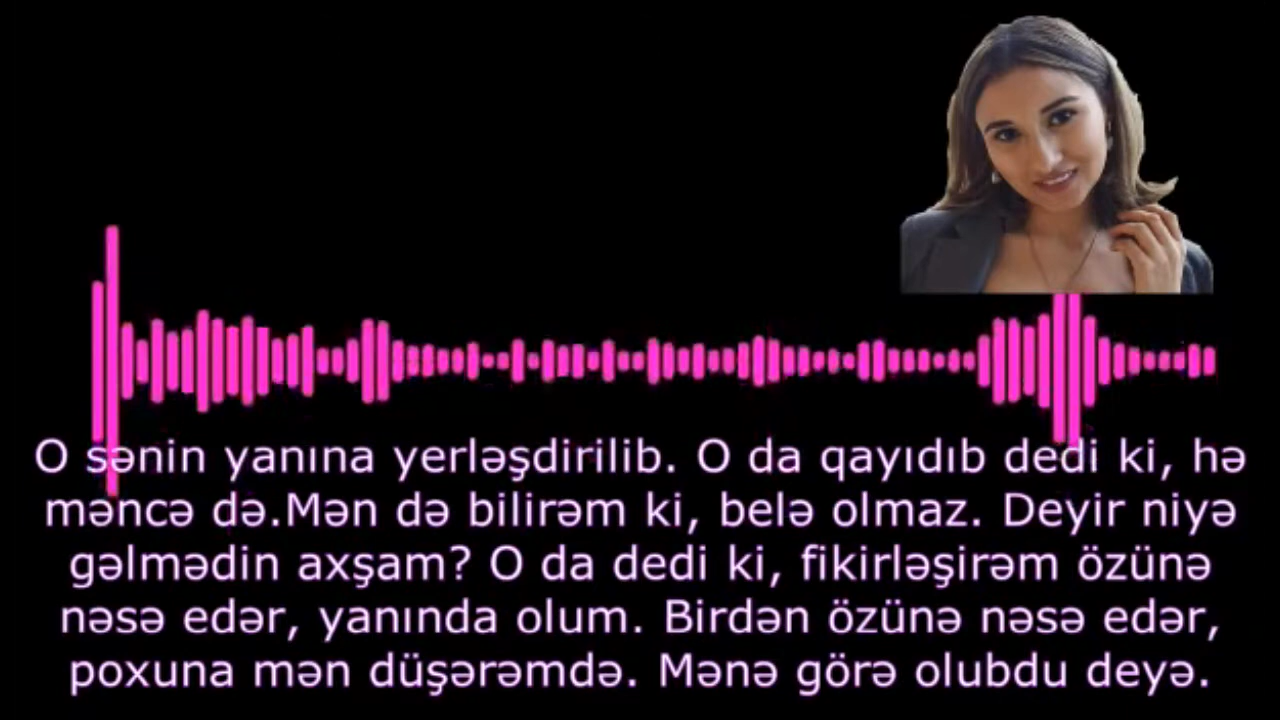 O sənin yanına yerləşdirilib. O da qayıdıb dedi ki, hə
məncə də.Mən də bilirəm ki, belə olmaz. Deyir niyə
gəlmədin axşam? O da dedi ki, fikirləşirəm özünə
nəsə edər, yanında olum. Birdən özünə nəsə edər,
poxuna mən düşərəmdə. Mənə görə olubdu deyə.